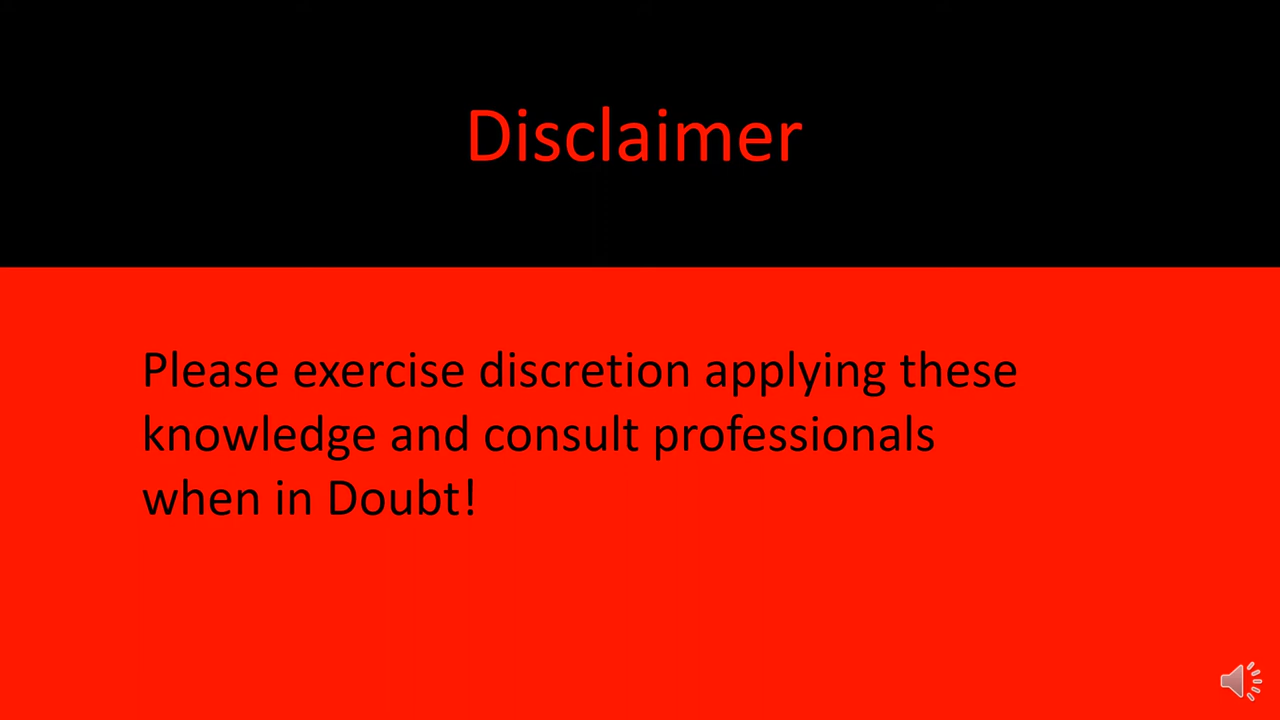 Disclaimer
Please exercise discretion applying these
knowledge and consult professionals
when in Doubt!